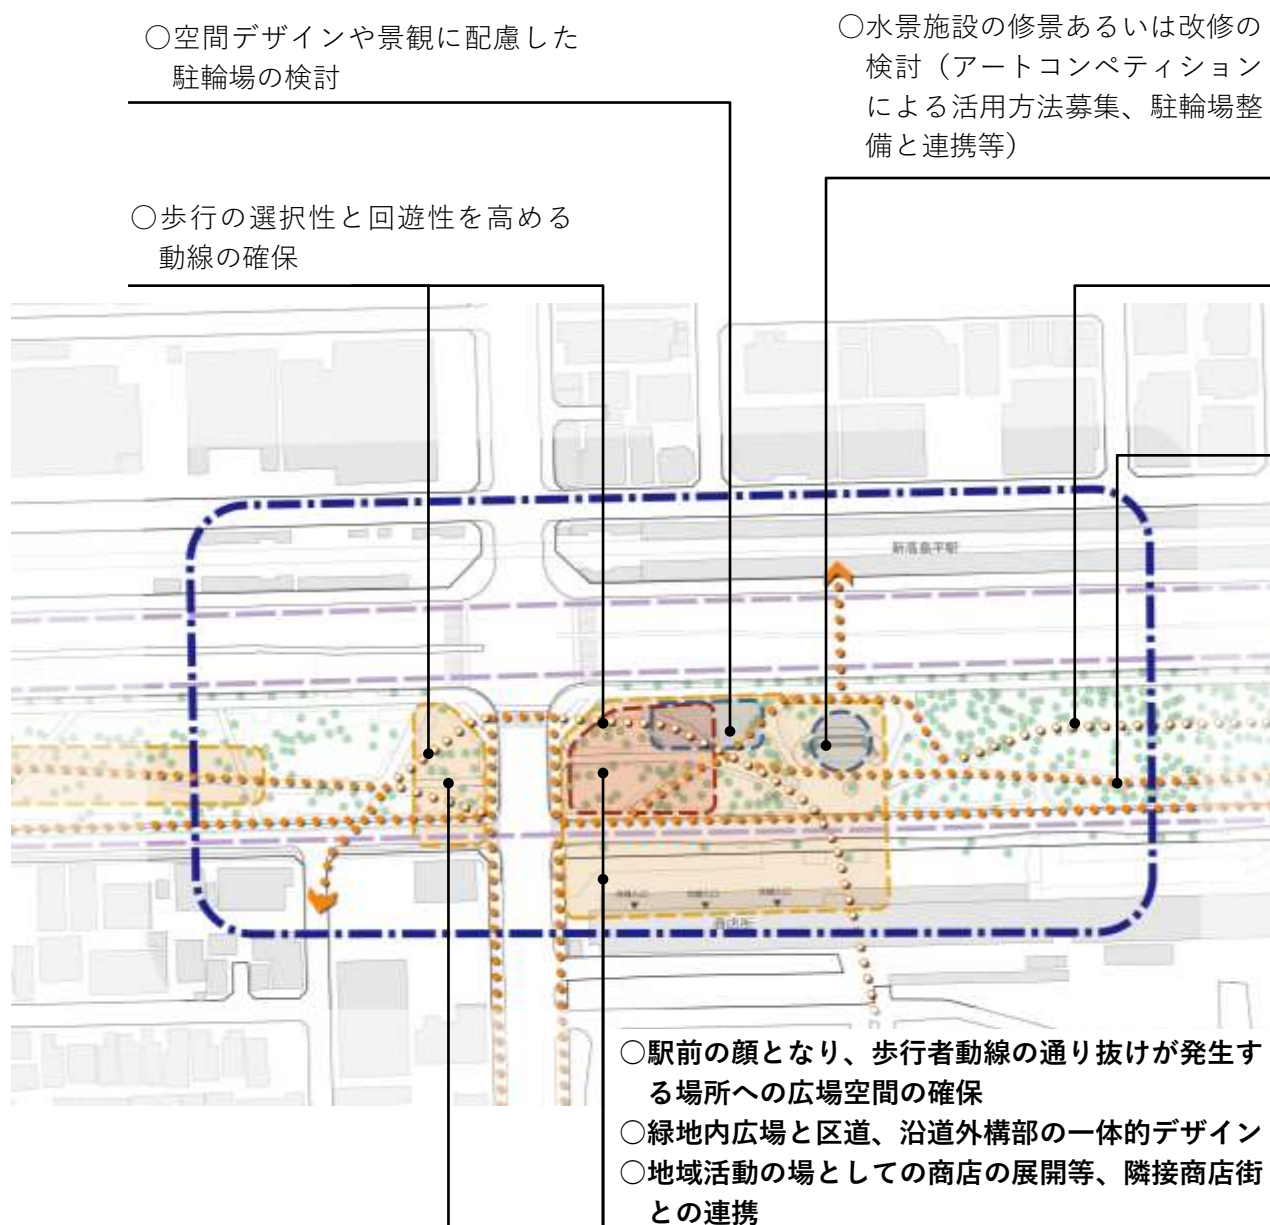 ○空間デザインや景観に配慮した
駐輪場の検討
○水景施設の修景あるいは改修の
検討（アートコンペティション
による活用方法募集、駐輪場整
備と連携等）
○歩行の選択性と回遊性を高める
動線の確保
新高島平駅
商店街
○駅前の顔となり、歩行者動線の通り抜けが発生す
る場所への広場空間の確保
○緑地内広場と区道、沿道外構部の一体的デザイン
○地域活動の場としての商店の展開等、隣接商店街
との連携